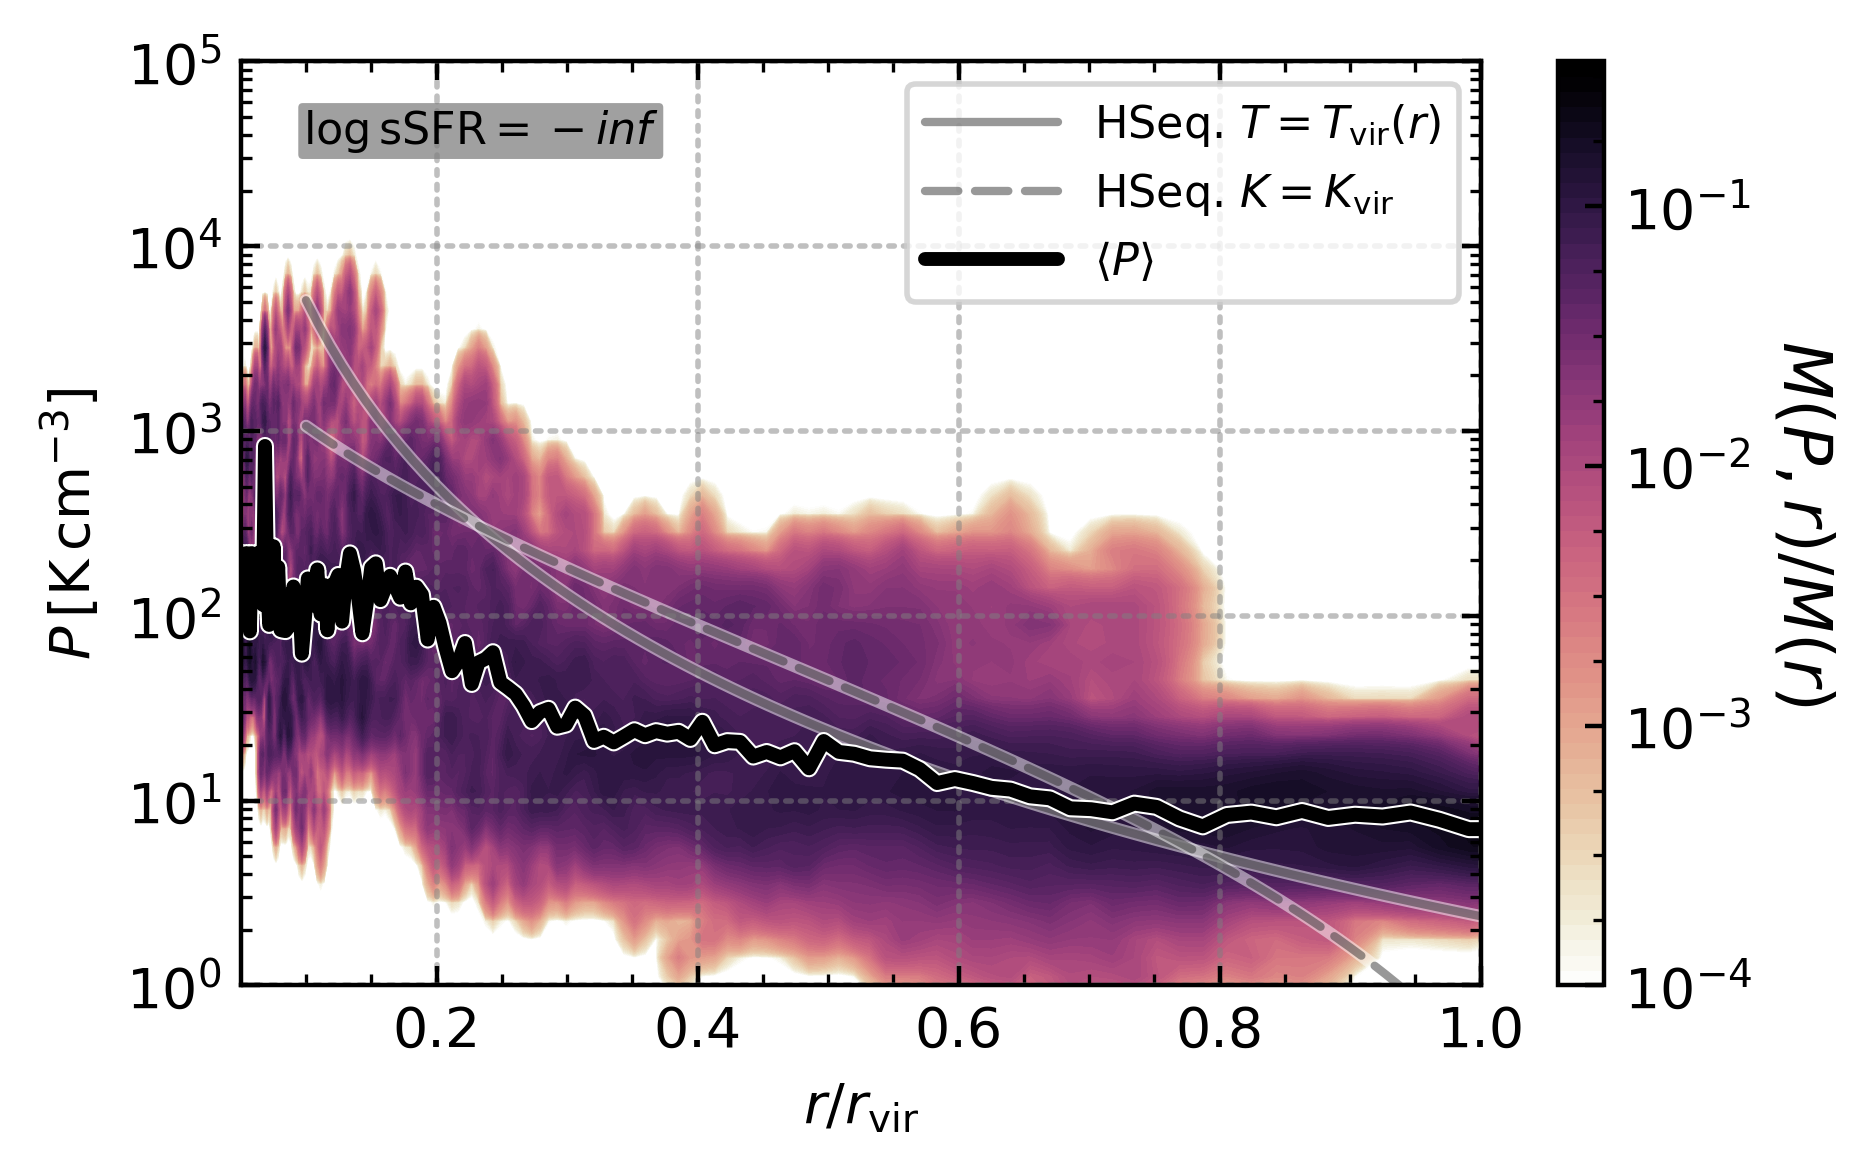 log sSFR = − inf
HSeq. T = T_vir(r)
HSeq. K = K_vir
⟨P⟩
10^5
10^4
10^3
10^2
10^1
10^0
P [K cm^−3]
0.2 0.4 0.6 0.8 1.0
r/r_vir
10^−1
10^−2
10^−3
10^−4
M(P, r)/M(r)